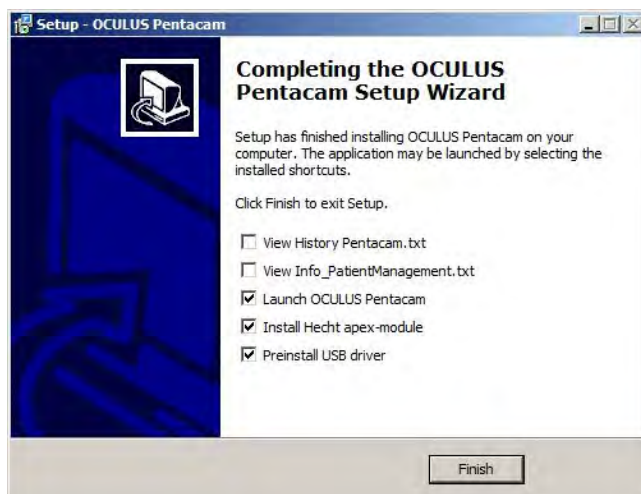 Setup - OCULUS Pentacam
Completing the OCULUS
Pentacam Setup Wizard
Setup has finished installing OCULUS Pentacam on your
computer. The application may be launched by selecting the
installed shortcuts.
Click Finish to exit Setup.
View History Pentacam.txt
View Info_PatientManagement.txt
Launch OCULUS Pentacam
Install Hecht apex-module
Preinstall USB driver
Finish